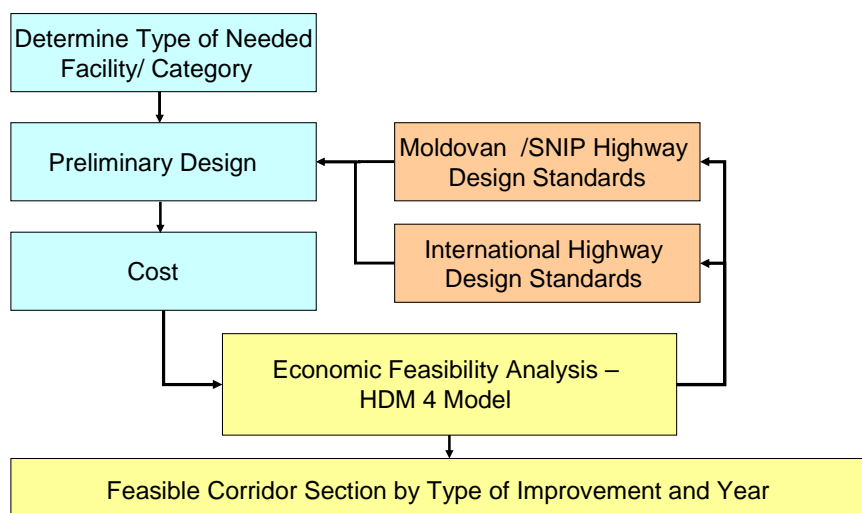 Determine Type of Needed
Facility/ Category
Preliminary Design
Moldovan /SNIP Highway
Design Standards
International Highway
Design Standards
Cost
Economic Feasibility Analysis –
HDM 4 Model
Feasible Corridor Section by Type of Improvement and Year